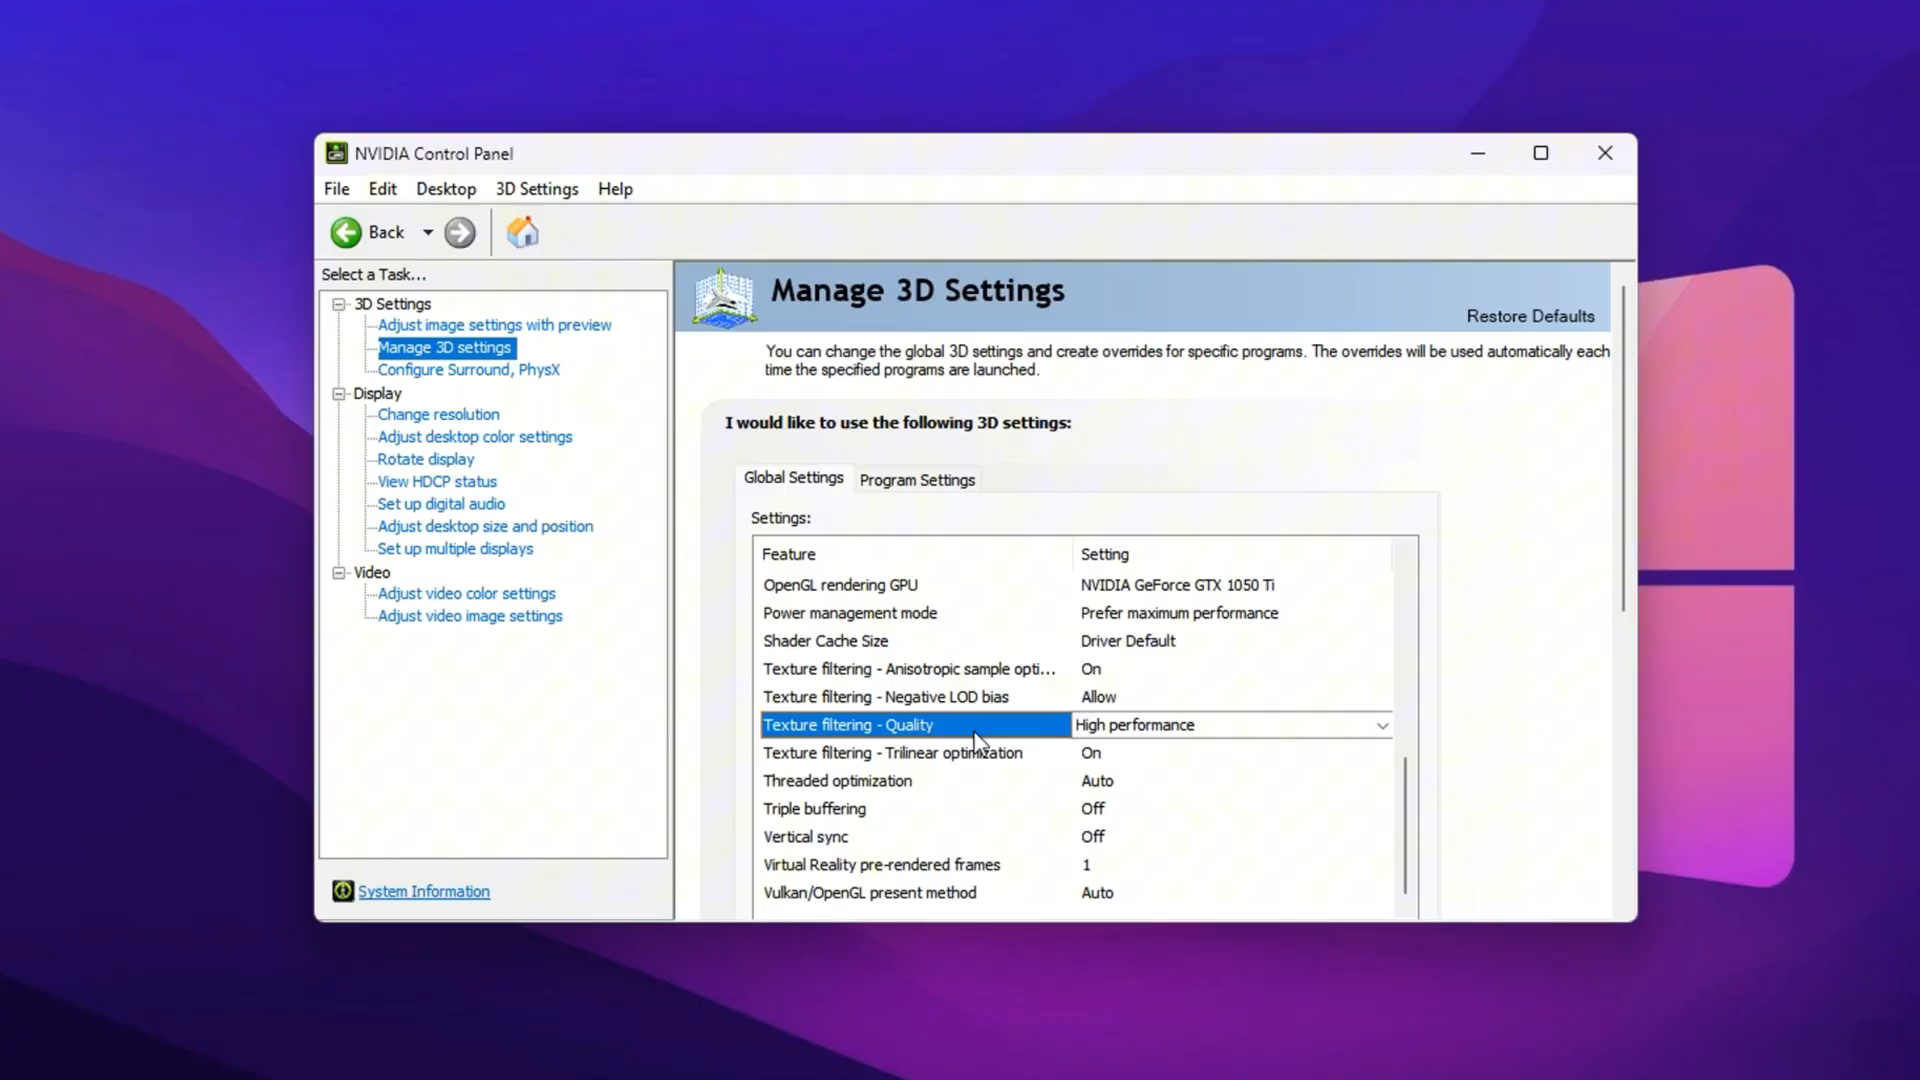 NVIDIA Control Panel
File Edit Desktop 3D Settings Help
Back
Select a Task...
3D Settings
Adjust image settings with preview
Manage 3D settings
Configure Surround, PhysX
Display
Change resolution
Adjust desktop color settings
Rotate display
View HDCP status
Set up digital audio
Adjust desktop size and position
Set up multiple displays
Video
Adjust video color settings
Adjust video image settings
System Information
Manage 3D Settings
Restore Defaults
You can change the global 3D settings and create overrides for specific programs. The overrides will be used automatically each
time the specified programs are launched.
I would like to use the following 3D settings:
Global Settings Program Settings
Settings:
Feature Setting
OpenGL rendering GPU NVIDIA GeForce GTX 1050 Ti
Power management mode Prefer maximum performance
Shader Cache Size Driver Default
Texture filtering - Anisotropic sample opti... On
Texture filtering - Negative LOD bias Allow
Texture filtering - Quality High performance
Texture filtering - Trilinear optimization On
Threaded optimization Auto
Triple buffering Off
Vertical sync Off
Virtual Reality pre-rendered frames 1
Vulkan/OpenGL present method Auto